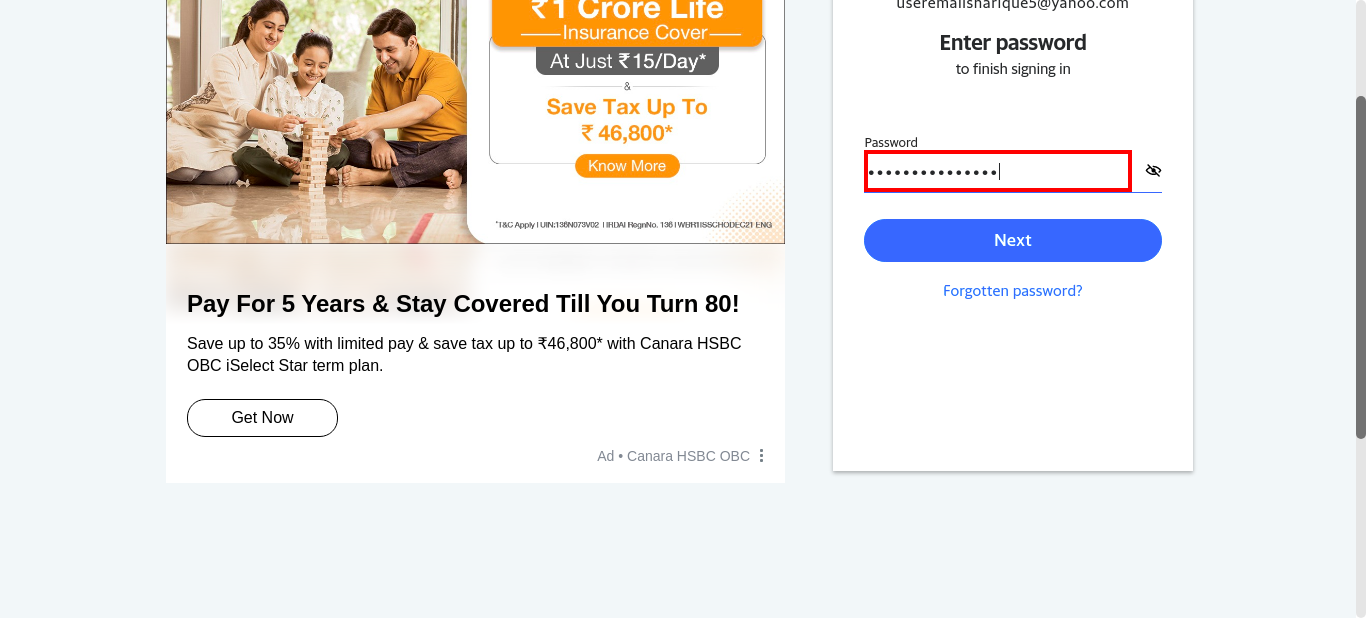 ₹1 Crore Life
Insurance Cover
At Just ₹15/Day*
&
Save Tax Up To
₹ 46,800*
Know More
*T&C Apply I UIN:136N073V02 I IRDAI RegnNo. 136 I WBR1ISSCHODEC21 ENG
Pay For 5 Years & Stay Covered Till You Turn 80!
Save up to 35% with limited pay & save tax up to ₹46,800* with Canara HSBC
OBC iSelect Star term plan.
Get Now
Ad • Canara HSBC OBC
useremailsharique5@yahoo.com
Enter password
to finish signing in
Password
•••••••••••••••
Next
Forgotten password?